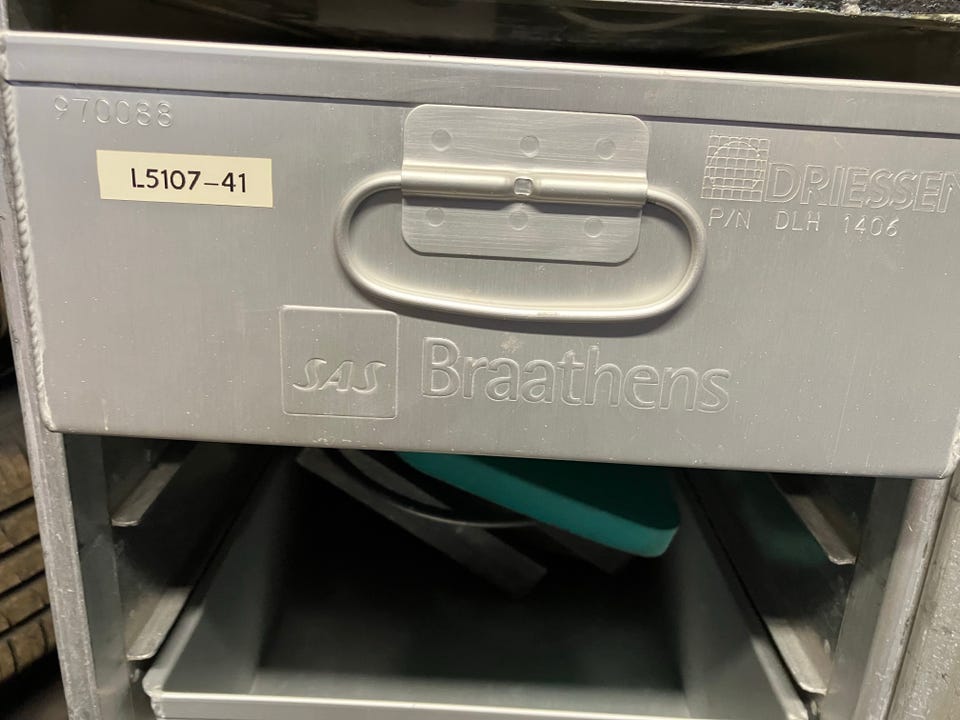 970088
L5107-41
DRIESSEN
P/N DLH 1406
SAS Braathens